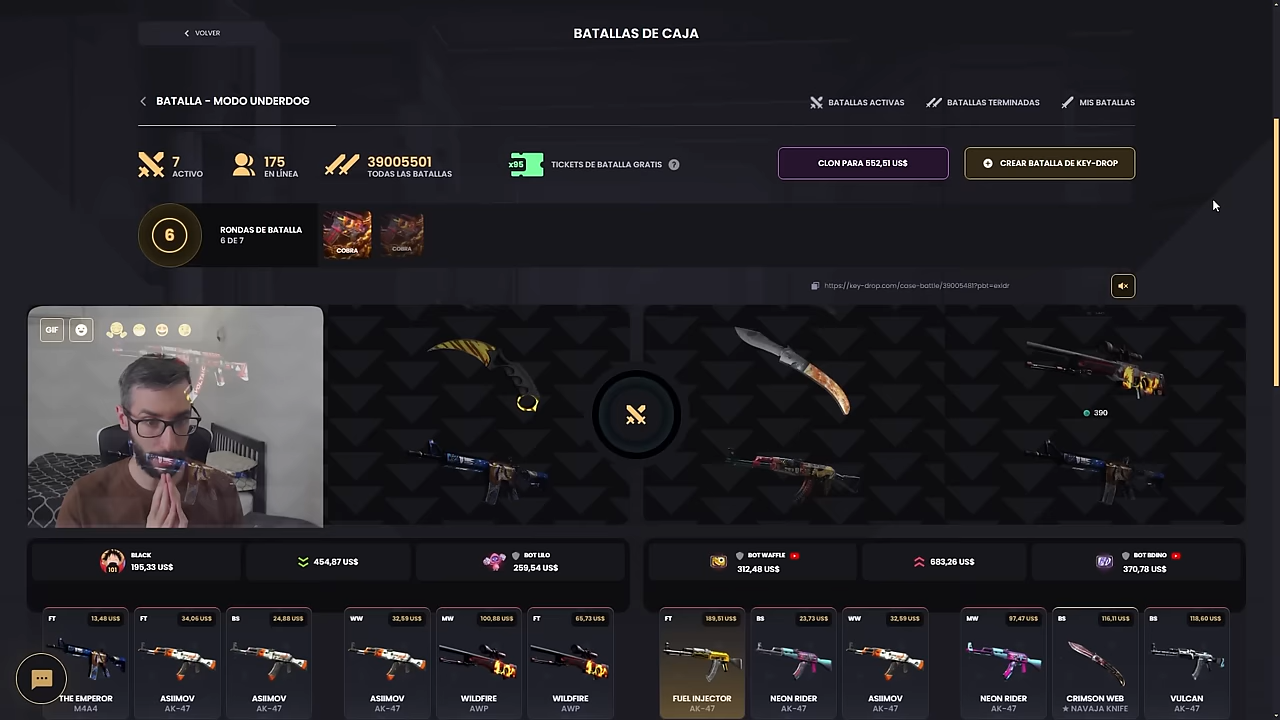 VOLVER
BATALLAS DE CAJA
BATALLA - MODO UNDERDOG
BATALLAS ACTIVAS
BATALLAS TERMINADAS
MIS BATALLAS
7
ACTIVO
175
EN LÍNEA
39005501
TODAS LAS BATALLAS
x95
TICKETS DE BATALLA GRATIS ?
CLON PARA 552,51 US$
CREAR BATALLA DE KEY-DROP
6
RONDAS DE BATALLA
6 DE 7
COBRA
COBRA
https://key-drop.com/case-battle/39005481?pbt=exldr
GIF
390
101
BLACK
195,33 US$
454,87 US$
BOT LILO
259,54 US$
BOT WAFFLE
312,48 US$
683,26 US$
BOT BDINO
370,78 US$
FT 13,48 US$
FT 34,06 US$
BS 24,88 US$
WW 32,59 US$
MW 100,88 US$
FT 65,73 US$
FT 189,51 US$
BS 23,73 US$
WW 32,59 US$
MW 97,47 US$
BS 116,11 US$
BS 118,60 US$
THE EMPEROR
M4A4
ASIIMOV
AK-47
ASIIMOV
AK-47
ASIIMOV
AK-47
WILDFIRE
AWP
WILDFIRE
AWP
FUEL INJECTOR
AK-47
NEON RIDER
AK-47
ASIIMOV
AK-47
NEON RIDER
AK-47
CRIMSON WEB
★ NAVAJA KNIFE
VULCAN
AK-47